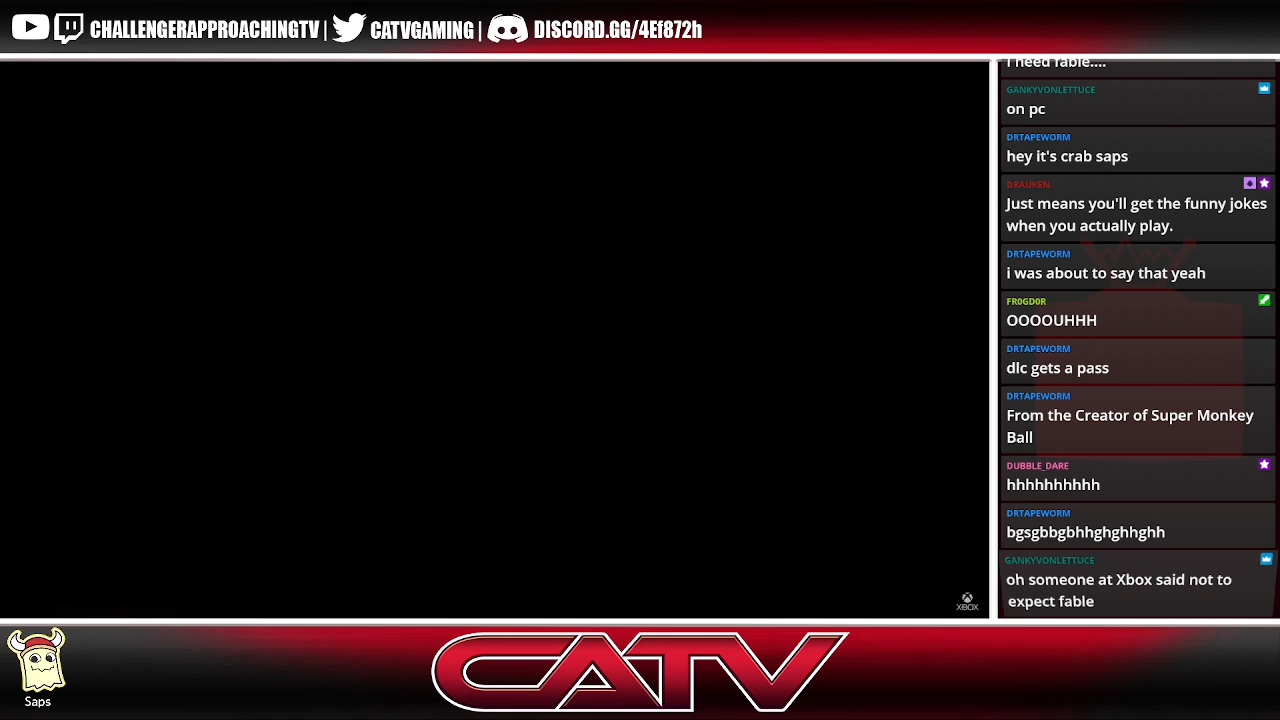 CHALLENGERAPPROACHINGTV | CATVGAMING | DISCORD.GG/4Ef872h
I need fable....
GANKYVONLETTUCE
on pc
DRTAPEWORM
hey it's crab saps
DRAUKEN
Just means you'll get the funny jokes
when you actually play.
DRTAPEWORM
i was about to say that yeah
FR0GD0R
OOOOUHHH
DRTAPEWORM
dlc gets a pass
DRTAPEWORM
From the Creator of Super Monkey
Ball
DUBBLE_DARE
hhhhhhhhhh
DRTAPEWORM
bgsgbbgbhhghghhghh
GANKYVONLETTUCE
oh someone at Xbox said not to
expect fable
XBOX
Saps
CATV